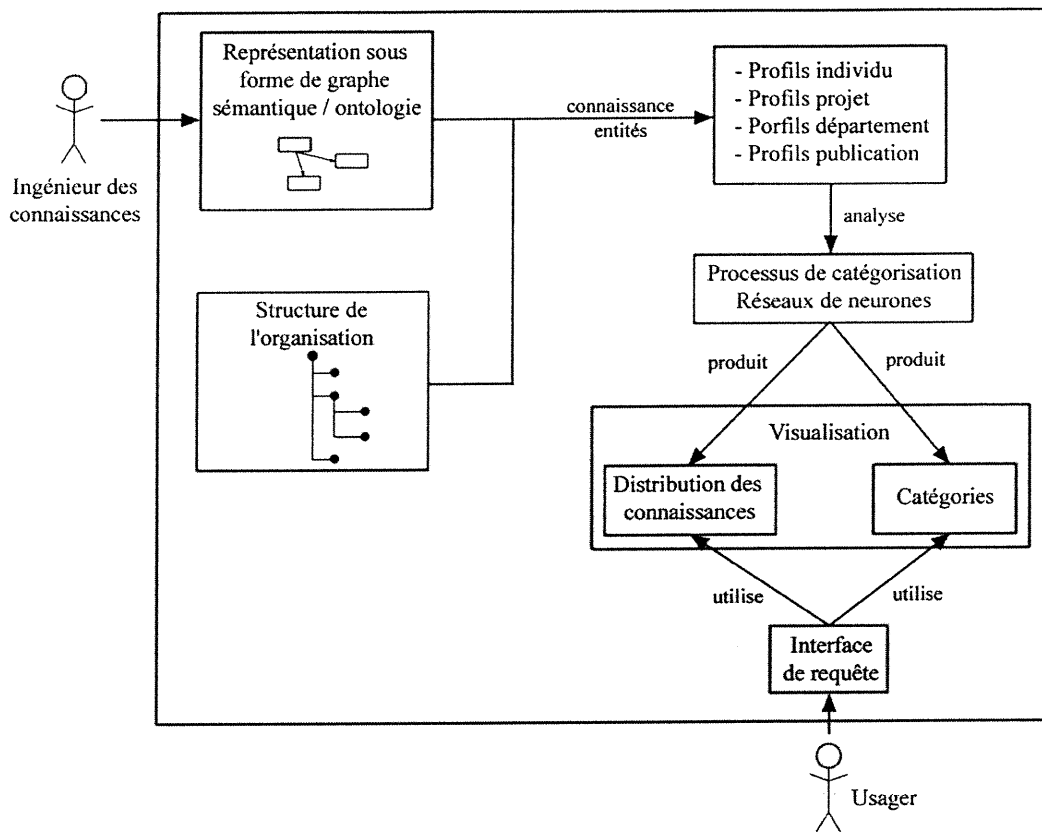 Représentation sous
forme de graphe
sémantique / ontologie
Ingénieur des
connaissances
connaissance
entités
- Profils individu
- Profils projet
- Porfils département
- Profils publication
analyse
Structure de
l'organisation
Processus de catégorisation
Réseaux de neurones
produit
produit
Visualisation
Distribution des
connaissances
Catégories
utilise
utilise
Interface
de requête
Usager